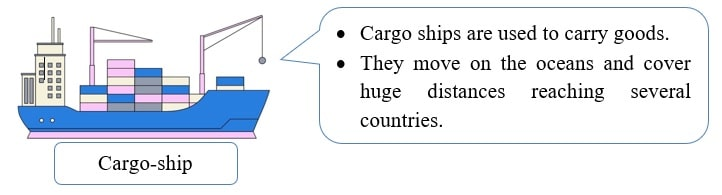 • Cargo ships are used to carry goods.
• They move on the oceans and cover
huge distances reaching several
countries.
Cargo-ship